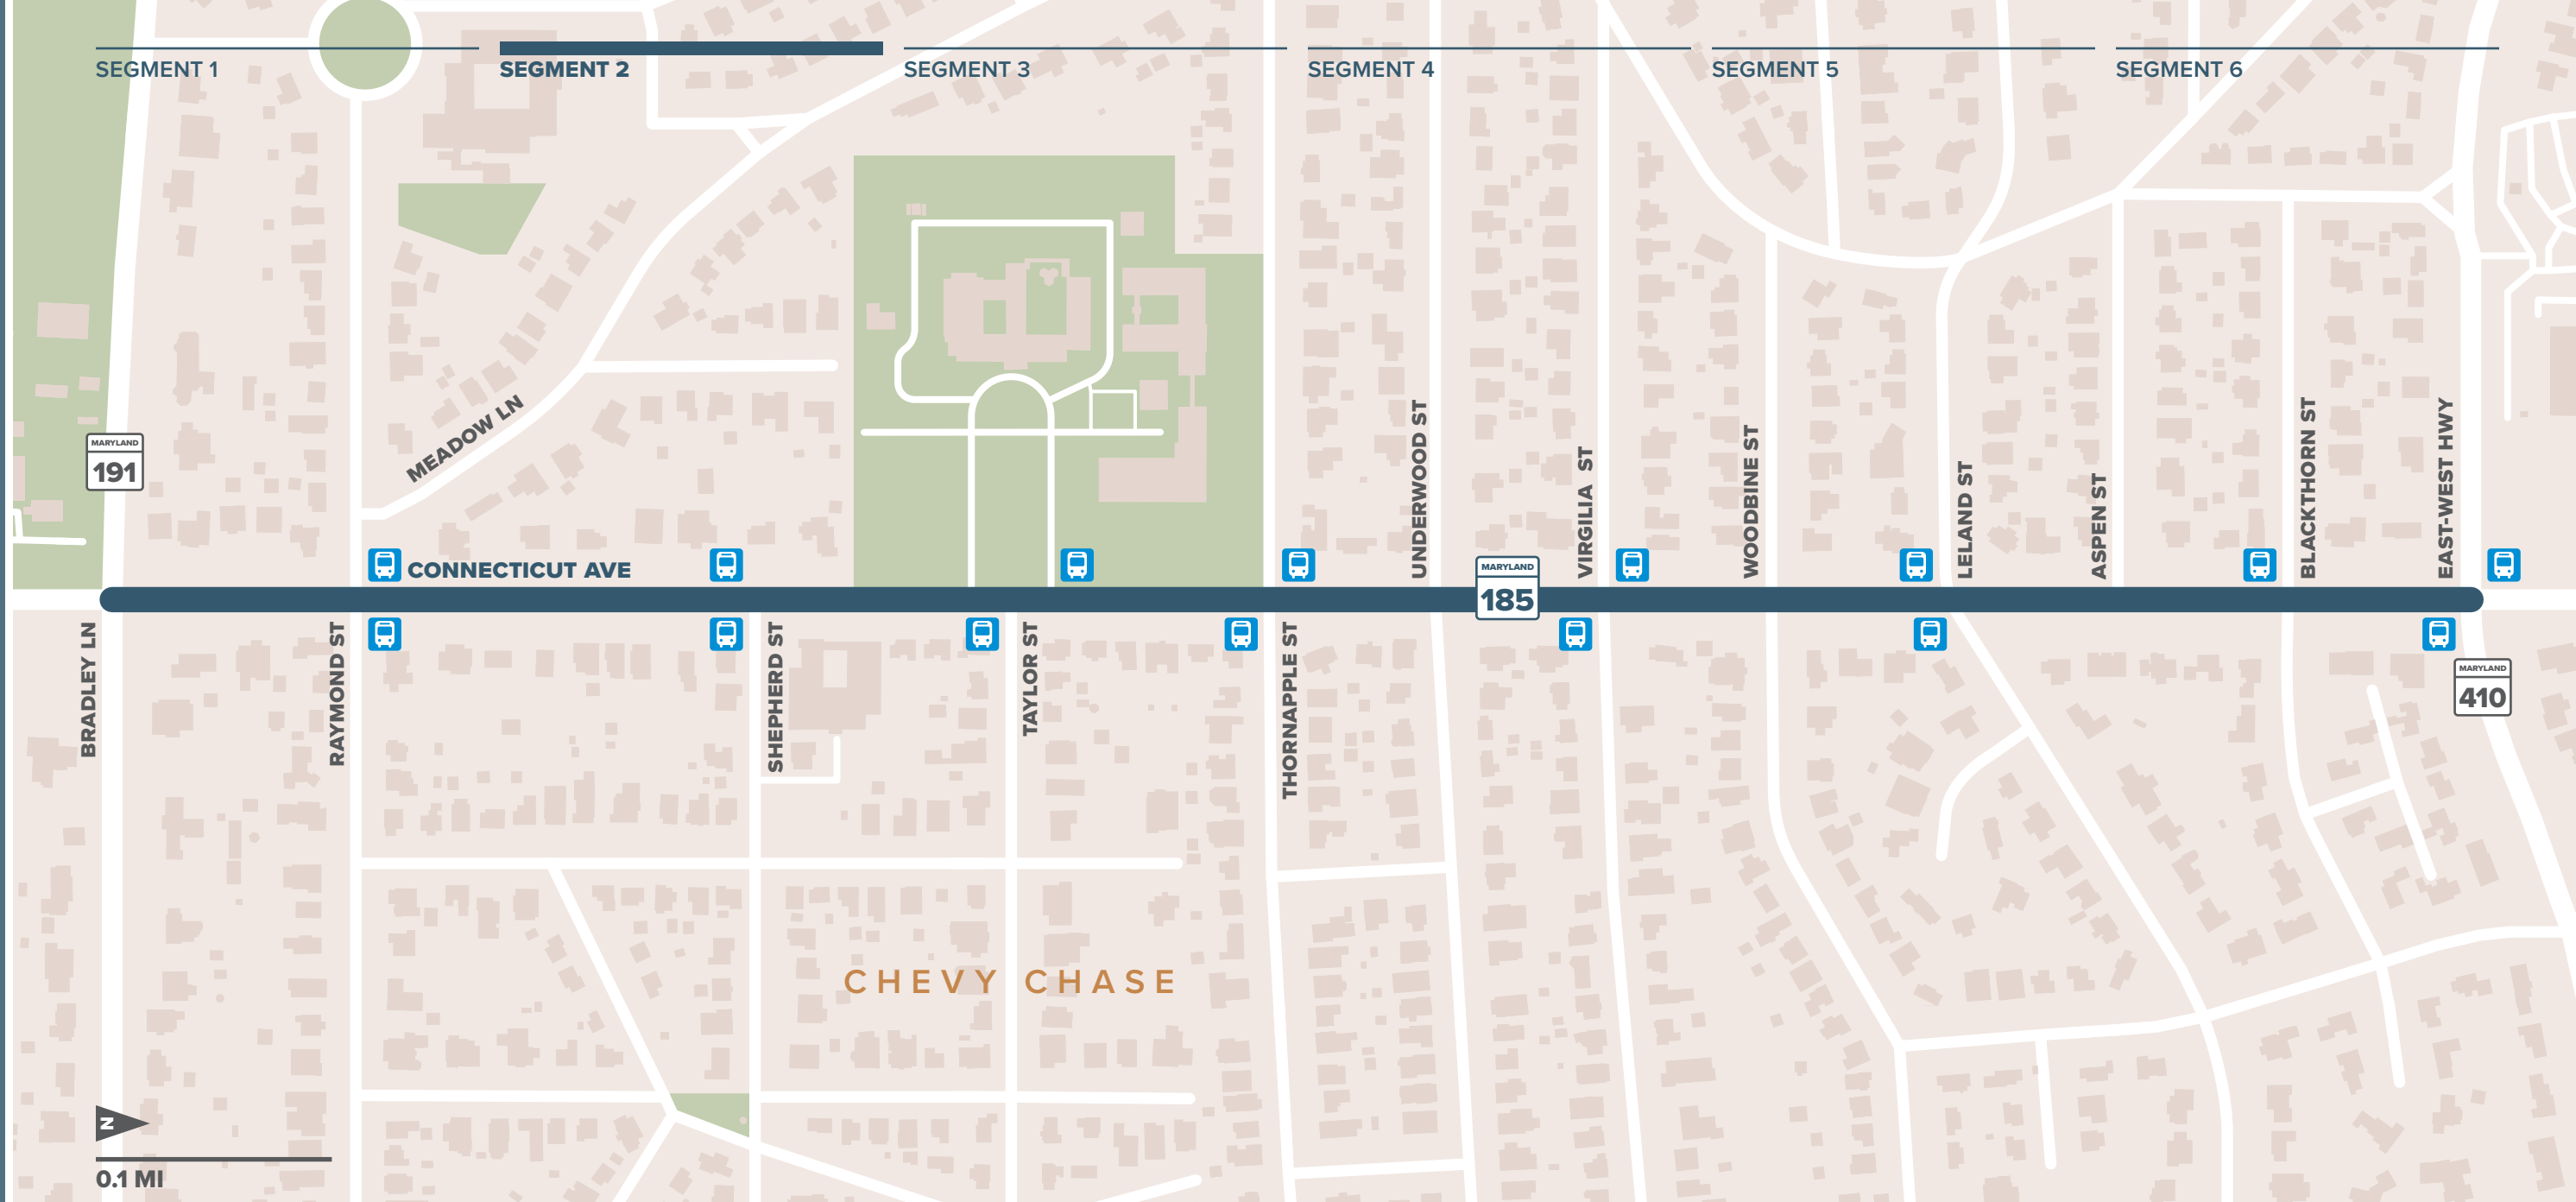 SEGMENT 1
SEGMENT 2
SEGMENT 3
SEGMENT 4
SEGMENT 5
SEGMENT 6
MEADOW LN
MARYLAND
191
UNDERWOOD ST
VIRGILIA ST
WOODBINE ST
LELAND ST
ASPEN ST
BLACKTHORN ST
EAST-WEST HWY
CONNECTICUT AVE
MARYLAND
185
BRADLEY LN
RAYMOND ST
SHEPHERD ST
TAYLOR ST
THORNAPPLE ST
MARYLAND
410
CHEVY CHASE
N
0.1 MI